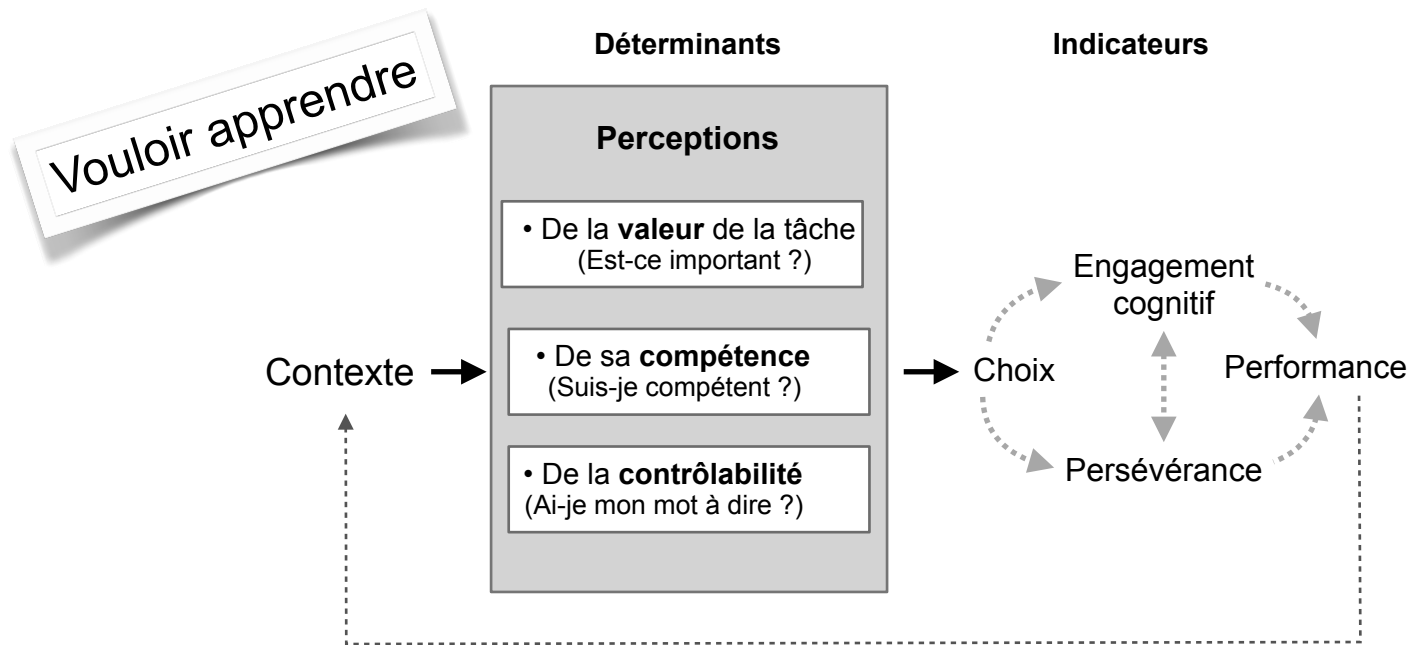 Vouloir apprendre
Déterminants
Indicateurs
Perceptions
• De la valeur de la tâche
(Est-ce important ?)
• De sa compétence
(Suis-je compétent ?)
• De la contrôlabilité
(Ai-je mon mot à dire ?)
Contexte
Choix
Engagement
cognitif
Persévérance
Performance